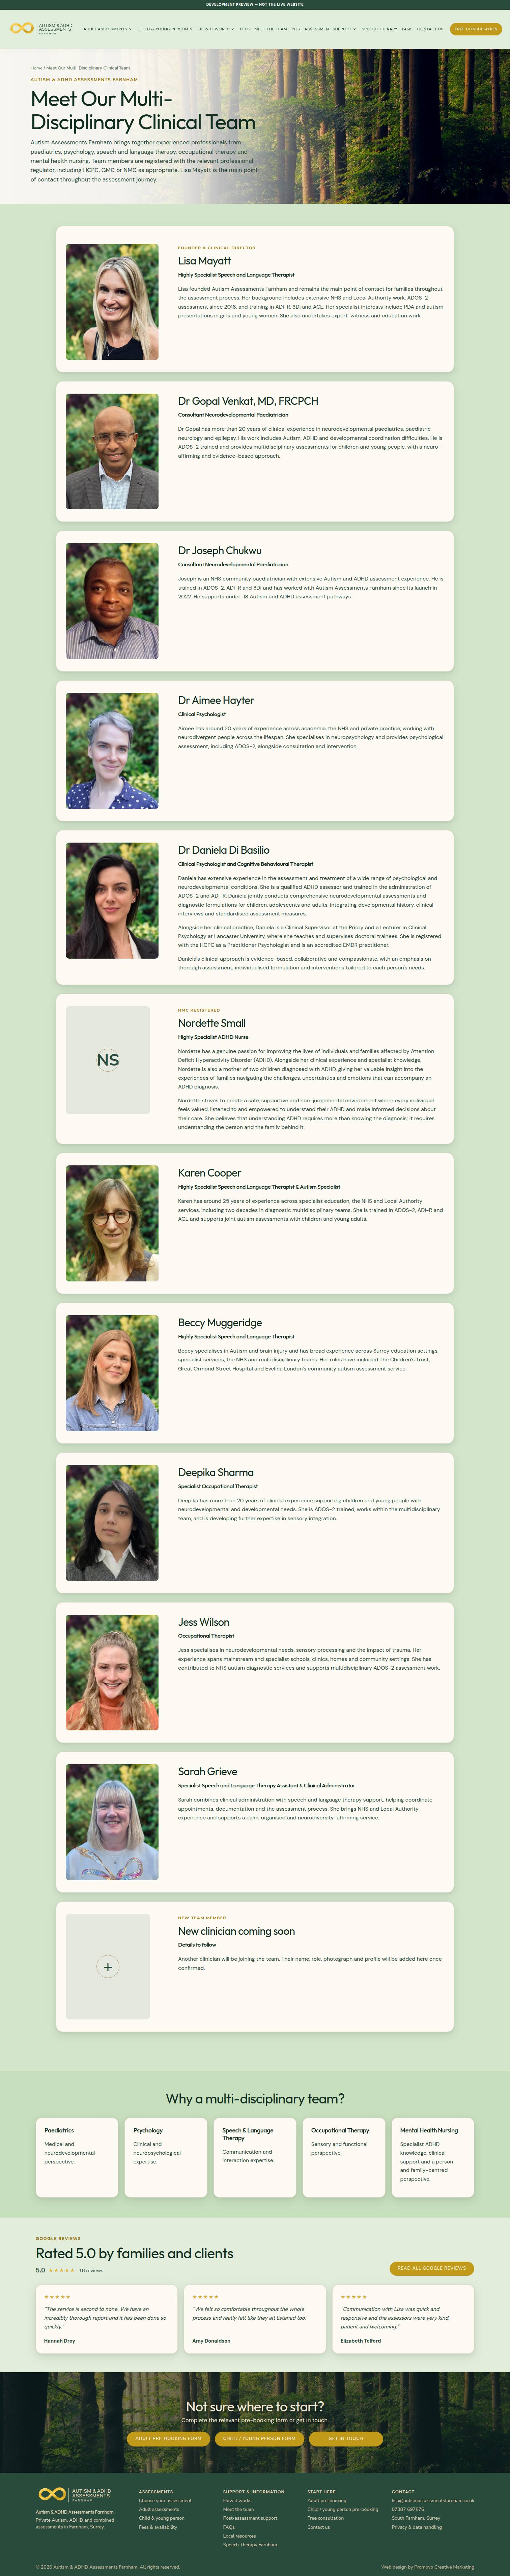 DEVELOPMENT PREVIEW — NOT THE LIVE WEBSITE
AUTISM & ADHD
ASSESSMENTS
FARNHAM
ADULT ASSESSMENTS
CHILD & YOUNG PERSON
HOW IT WORKS
FEES
MEET THE TEAM
POST-ASSESSMENT SUPPORT
SPEECH THERAPY
FAQS
CONTACT US
FREE CONSULTATION
Home / Meet Our Multi-Disciplinary Clinical Team
AUTISM & ADHD ASSESSMENTS FARNHAM
Meet Our Multi-
Disciplinary Clinical Team
Autism Assessments Farnham brings together experienced professionals from
paediatrics, psychology, speech and language therapy, occupational therapy and
mental health nursing. Team members are registered with the relevant professional
regulator, including HCPC, GMC or NMC as appropriate. Lisa Mayatt is the main point
of contact throughout the assessment journey.
FOUNDER & CLINICAL DIRECTOR
Lisa Mayatt
Highly Specialist Speech and Language Therapist
Lisa founded Autism Assessments Farnham and remains the main point of contact for families throughout
the assessment process. Her background includes extensive NHS and Local Authority work, ADOS-2
assessment since 2016, and training in ADI-R, 3Di and ACE. Her specialist interests include PDA and autism
presentations in girls and young women. She also undertakes expert-witness and education work.
Dr Gopal Venkat, MD, FRCPCH
Consultant Neurodevelopmental Paediatrician
Dr Gopal has more than 20 years of clinical experience in neurodevelopmental paediatrics, paediatric
neurology and epilepsy. His work includes Autism, ADHD and developmental coordination difficulties. He is
ADOS-2 trained and provides multidisciplinary assessments for children and young people, with a neuro-
affirming and evidence-based approach.
Dr Joseph Chukwu
Consultant Neurodevelopmental Paediatrician
Joseph is an NHS community paediatrician with extensive Autism and ADHD assessment experience. He is
trained in ADOS-2, ADI-R and 3Di and has worked with Autism Assessments Farnham since its launch in
2022. He supports under-18 Autism and ADHD assessment pathways.
Dr Aimee Hayter
Clinical Psychologist
Aimee has around 20 years of experience across academia, the NHS and private practice, working with
neurodivergent people across the lifespan. She specialises in neuropsychology and provides psychological
assessment, including ADOS-2, alongside consultation and intervention.
Dr Daniela Di Basilio
Clinical Psychologist and Cognitive Behavioural Therapist
Daniela has extensive experience in the assessment and treatment of a wide range of psychological and
neurodevelopmental conditions. She is a qualified ADHD assessor and trained in the administration of
ADOS-2 and ADI-R. Daniela jointly conducts comprehensive neurodevelopmental assessments and
diagnostic formulations for children, adolescents and adults, integrating developmental history, clinical
interviews and standardised assessment measures.
Alongside her clinical practice, Daniela is a Clinical Supervisor at the Priory and a Lecturer in Clinical
Psychology at Lancaster University, where she teaches and supervises doctoral trainees. She is registered
with the HCPC as a Practitioner Psychologist and is an accredited EMDR practitioner.
Daniela's clinical approach is evidence-based, collaborative and compassionate, with an emphasis on
thorough assessment, individualised formulation and interventions tailored to each person's needs.
NS
NMC REGISTERED
Nordette Small
Highly Specialist ADHD Nurse
Nordette has a genuine passion for improving the lives of individuals and families affected by Attention
Deficit Hyperactivity Disorder (ADHD). Alongside her clinical experience and specialist knowledge,
Nordette is also a mother of two children diagnosed with ADHD, giving her valuable insight into the
experiences of families navigating the challenges, uncertainties and emotions that can accompany an
ADHD diagnosis.
Nordette strives to create a safe, supportive and non-judgemental environment where every individual
feels valued, listened to and empowered to understand their ADHD and make informed decisions about
their care. She believes that understanding ADHD requires more than knowing the diagnosis; it requires
understanding the person and the family behind it.
Karen Cooper
Highly Specialist Speech and Language Therapist & Autism Specialist
Karen has around 25 years of experience across specialist education, the NHS and Local Authority
services, including two decades in diagnostic multidisciplinary teams. She is trained in ADOS-2, ADI-R and
ACE and supports joint autism assessments with children and young adults.
Beccy Muggeridge
Highly Specialist Speech and Language Therapist
Beccy specialises in Autism and brain injury and has broad experience across Surrey education settings,
specialist services, the NHS and multidisciplinary teams. Her roles have included The Children's Trust,
Great Ormond Street Hospital and Evelina London's community autism assessment service.
Deepika Sharma
Specialist Occupational Therapist
Deepika has more than 20 years of clinical experience supporting children and young people with
neurodevelopmental and developmental needs. She is ADOS-2 trained, works within the multidisciplinary
team, and is developing further expertise in sensory integration.
Jess Wilson
Occupational Therapist
Jess specialises in neurodevelopmental needs, sensory processing and the impact of trauma. Her
experience spans mainstream and specialist schools, clinics, homes and community settings. She has
contributed to NHS autism diagnostic services and supports multidisciplinary ADOS-2 assessment work.
Sarah Grieve
Specialist Speech and Language Therapy Assistant & Clinical Administrator
Sarah combines clinical administration with speech and language therapy support, helping coordinate
appointments, documentation and the assessment process. She brings NHS and Local Authority
experience and supports a calm, organised and neurodiversity-affirming service.
+
NEW TEAM MEMBER
New clinician coming soon
Details to follow
Another clinician will be joining the team. Their name, role, photograph and profile will be added here once
confirmed.
Why a multi-disciplinary team?
Paediatrics
Medical and
neurodevelopmental
perspective.
Psychology
Clinical and
neuropsychological
expertise.
Speech & Language
Therapy
Communication and
interaction expertise.
Occupational Therapy
Sensory and functional
perspective.
Mental Health Nursing
Specialist ADHD
knowledge, clinical
support and a person-
and family-centred
perspective.
GOOGLE REVIEWS
Rated 5.0 by families and clients
5.0 ★★★★★ 18 reviews
READ ALL GOOGLE REVIEWS
★★★★★
"The service is second to none. We have an
incredibly thorough report and it has been done so
quickly."
Hannah Droy
★★★★★
"We felt so comfortable throughout the whole
process and really felt like they all listened too."
Amy Donaldson
★★★★★
"Communication with Lisa was quick and
responsive and the assessors were very kind,
patient and welcoming."
Elizabeth Telford
Not sure where to start?
Complete the relevant pre-booking form or get in touch.
ADULT PRE-BOOKING FORM
CHILD / YOUNG PERSON FORM
GET IN TOUCH
AUTISM & ADHD
ASSESSMENTS
FARNHAM
Autism & ADHD Assessments Farnham
Private Autism, ADHD and combined
assessments in Farnham, Surrey.
ASSESSMENTS
Choose your assessment
Adult assessments
Child & young person
Fees & availability
SUPPORT & INFORMATION
How it works
Meet the team
Post-assessment support
FAQs
Local resources
Speech Therapy Farnham
START HERE
Adult pre-booking
Child / young person pre-booking
Free consultation
Contact us
CONTACT
lisa@autismassessmentsfarnham.co.uk
07387 697876
South Farnham, Surrey
Privacy & data handling
© 2026 Autism & ADHD Assessments Farnham. All rights reserved.